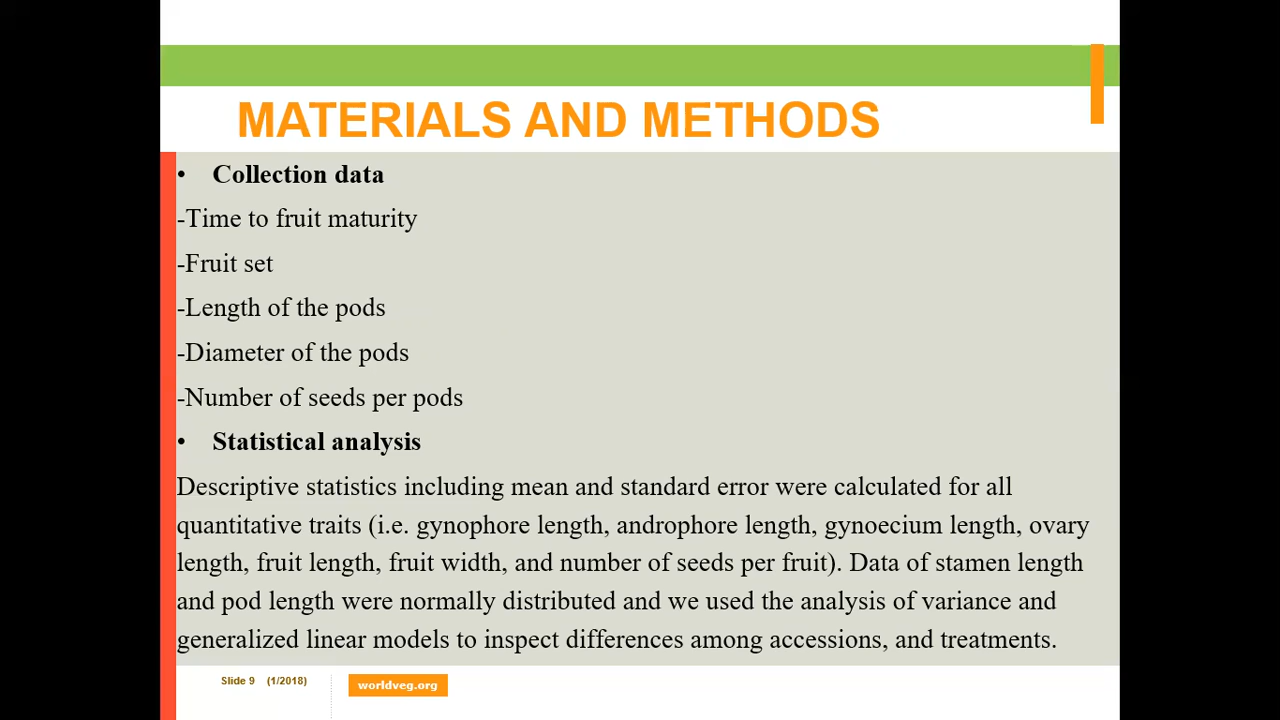 MATERIALS AND METHODS
• Collection data
-Time to fruit maturity
-Fruit set
-Length of the pods
-Diameter of the pods
-Number of seeds per pods
• Statistical analysis
Descriptive statistics including mean and standard error were calculated for all
quantitative traits (i.e. gynophore length, androphore length, gynoecium length, ovary
length, fruit length, fruit width, and number of seeds per fruit). Data of stamen length
and pod length were normally distributed and we used the analysis of variance and
generalized linear models to inspect differences among accessions, and treatments.
Slide 9 (1/2018)
worldveg.org